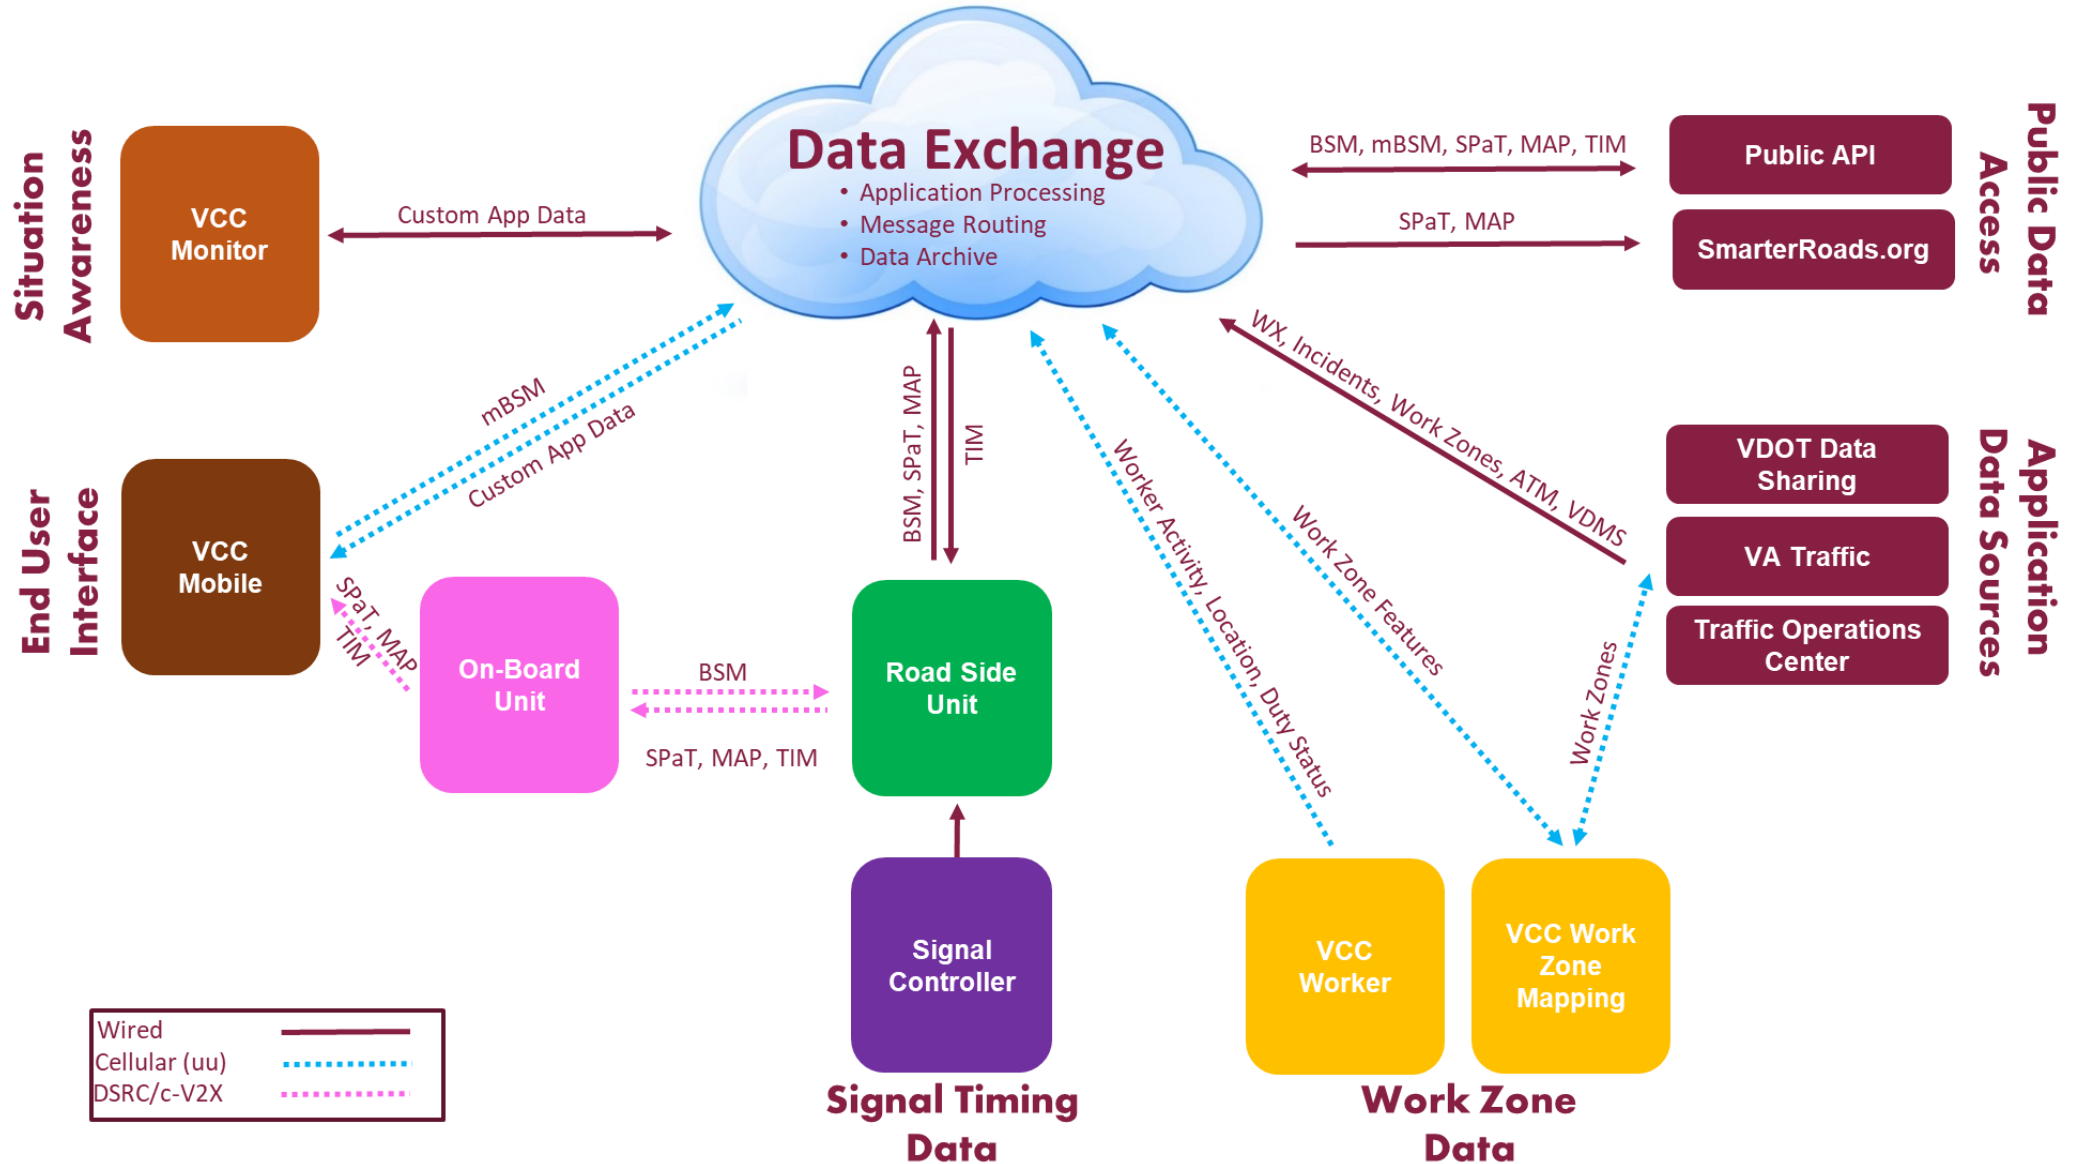 Situation
Awareness
VCC
Monitor
Custom App Data
Data Exchange
• Application Processing
• Message Routing
• Data Archive
BSM, mBSM, SPaT, MAP, TIM
Public API
SPaT, MAP
SmarterRoads.org
Public Data
Access
End User
Interface
VCC
Mobile
mBSM
Custom App Data
SPaT, MAP
TIM
On-Board
Unit
BSM
SPaT, MAP, TIM
BSM, SPaT, MAP
TIM
Road Side
Unit
Signal
Controller
Signal Timing
Data
Worker Activity, Location, Duty Status
Work Zone Features
WX, Incidents, Work Zones, ATM, VDMS
Work Zones
VDOT Data
Sharing
VA Traffic
Traffic Operations
Center
Application
Data Sources
VCC
Worker
VCC Work
Zone
Mapping
Work Zone
Data
Wired
Cellular (uu)
DSRC/c-V2X